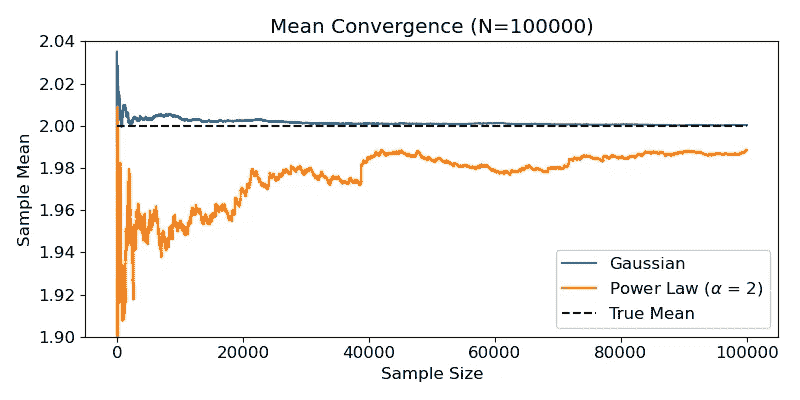 Mean Convergence (N=100000)
2.04
2.02
2.00
1.98
1.96
1.94
1.92
1.90
Sample Mean
Gaussian
Power Law (α = 2)
True Mean
0 20000 40000 60000 80000 100000
Sample Size